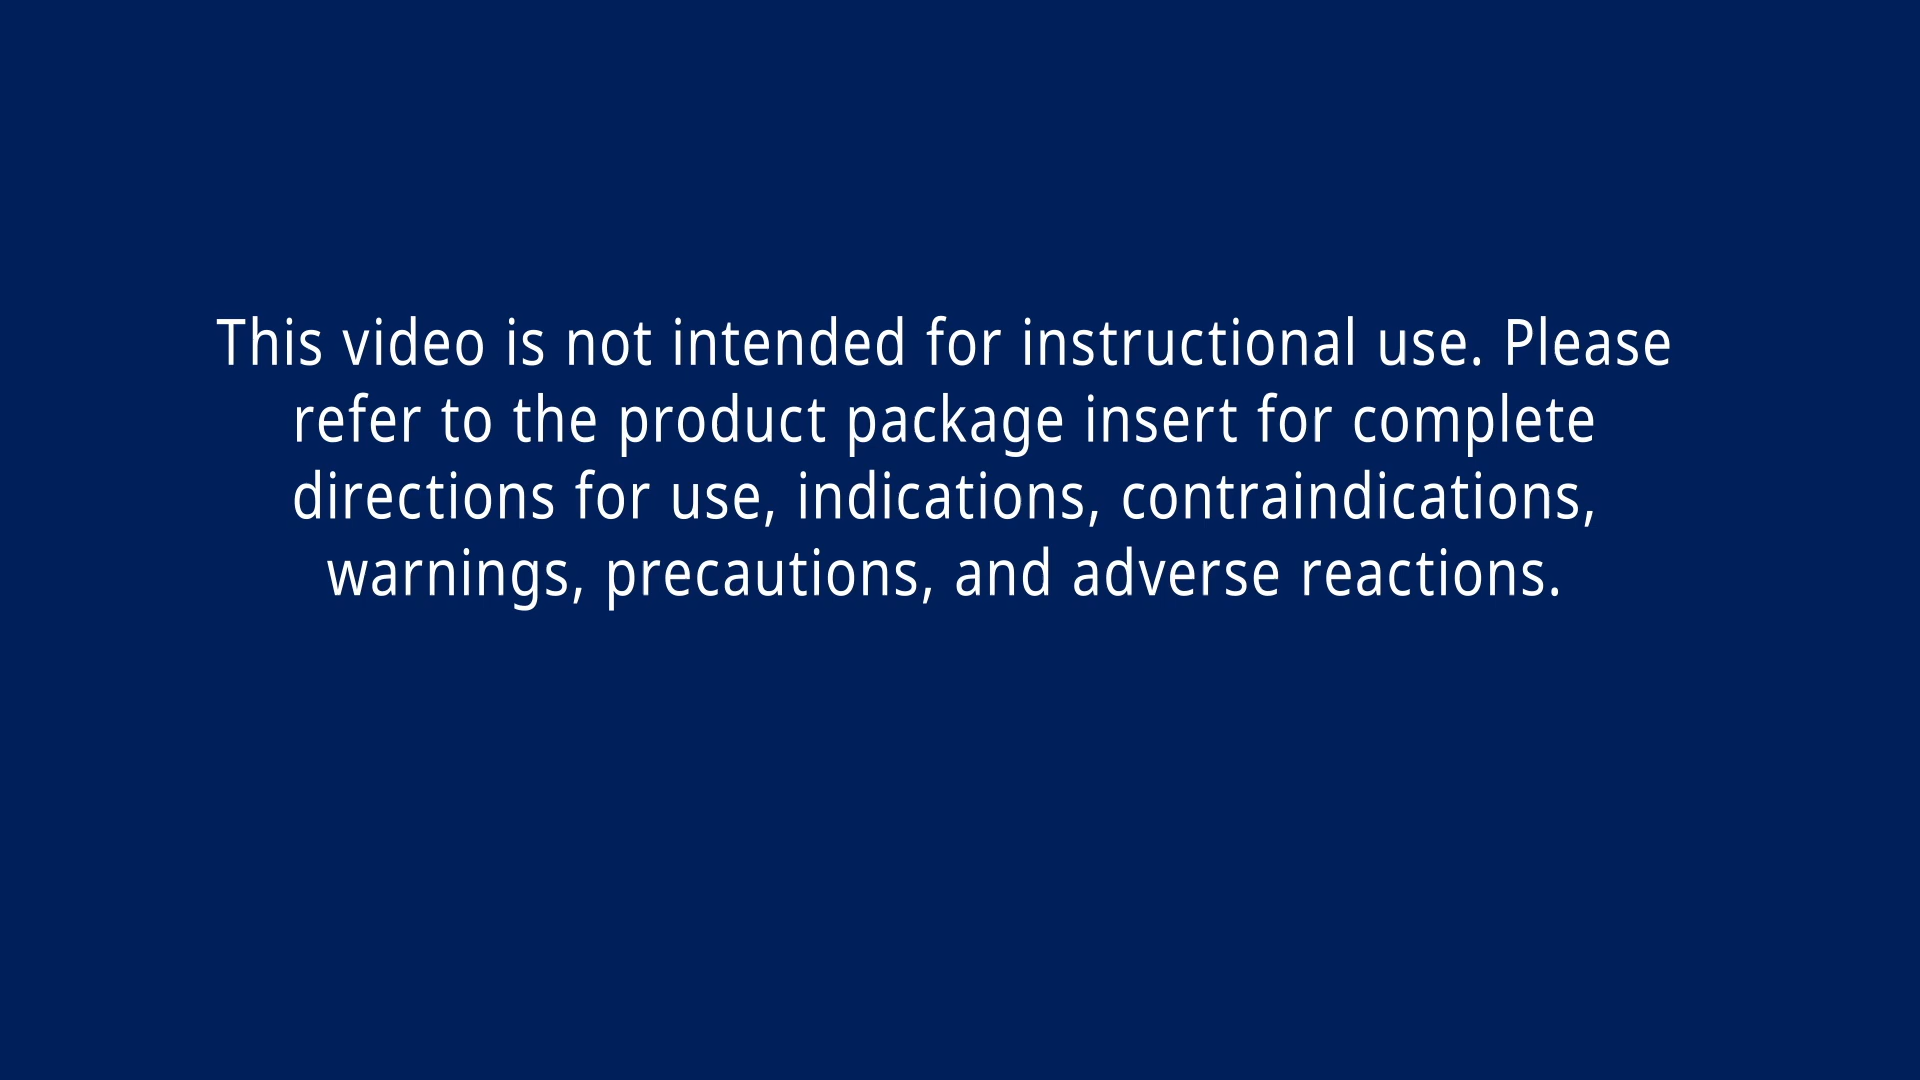 This video is not intended for instructional use. Please
refer to the product package insert for complete
directions for use, indications, contraindications,
warnings, precautions, and adverse reactions.